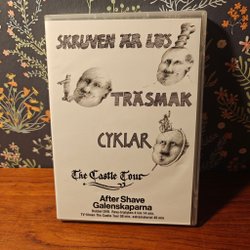 SKRUVEN ÄR LÖS
TRÄSMAK
CYKLAR
The Castle Tour
After Shave
Galenskaparna